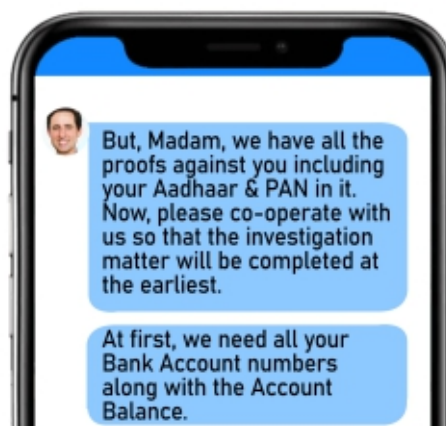 But, Madam, we have all the
proofs against you including
your Aadhaar & PAN in it.
Now, please co-operate with
us so that the investigation
matter will be completed at
the earliest.
At first, we need all your
Bank Account numbers
along with the Account
Balance.